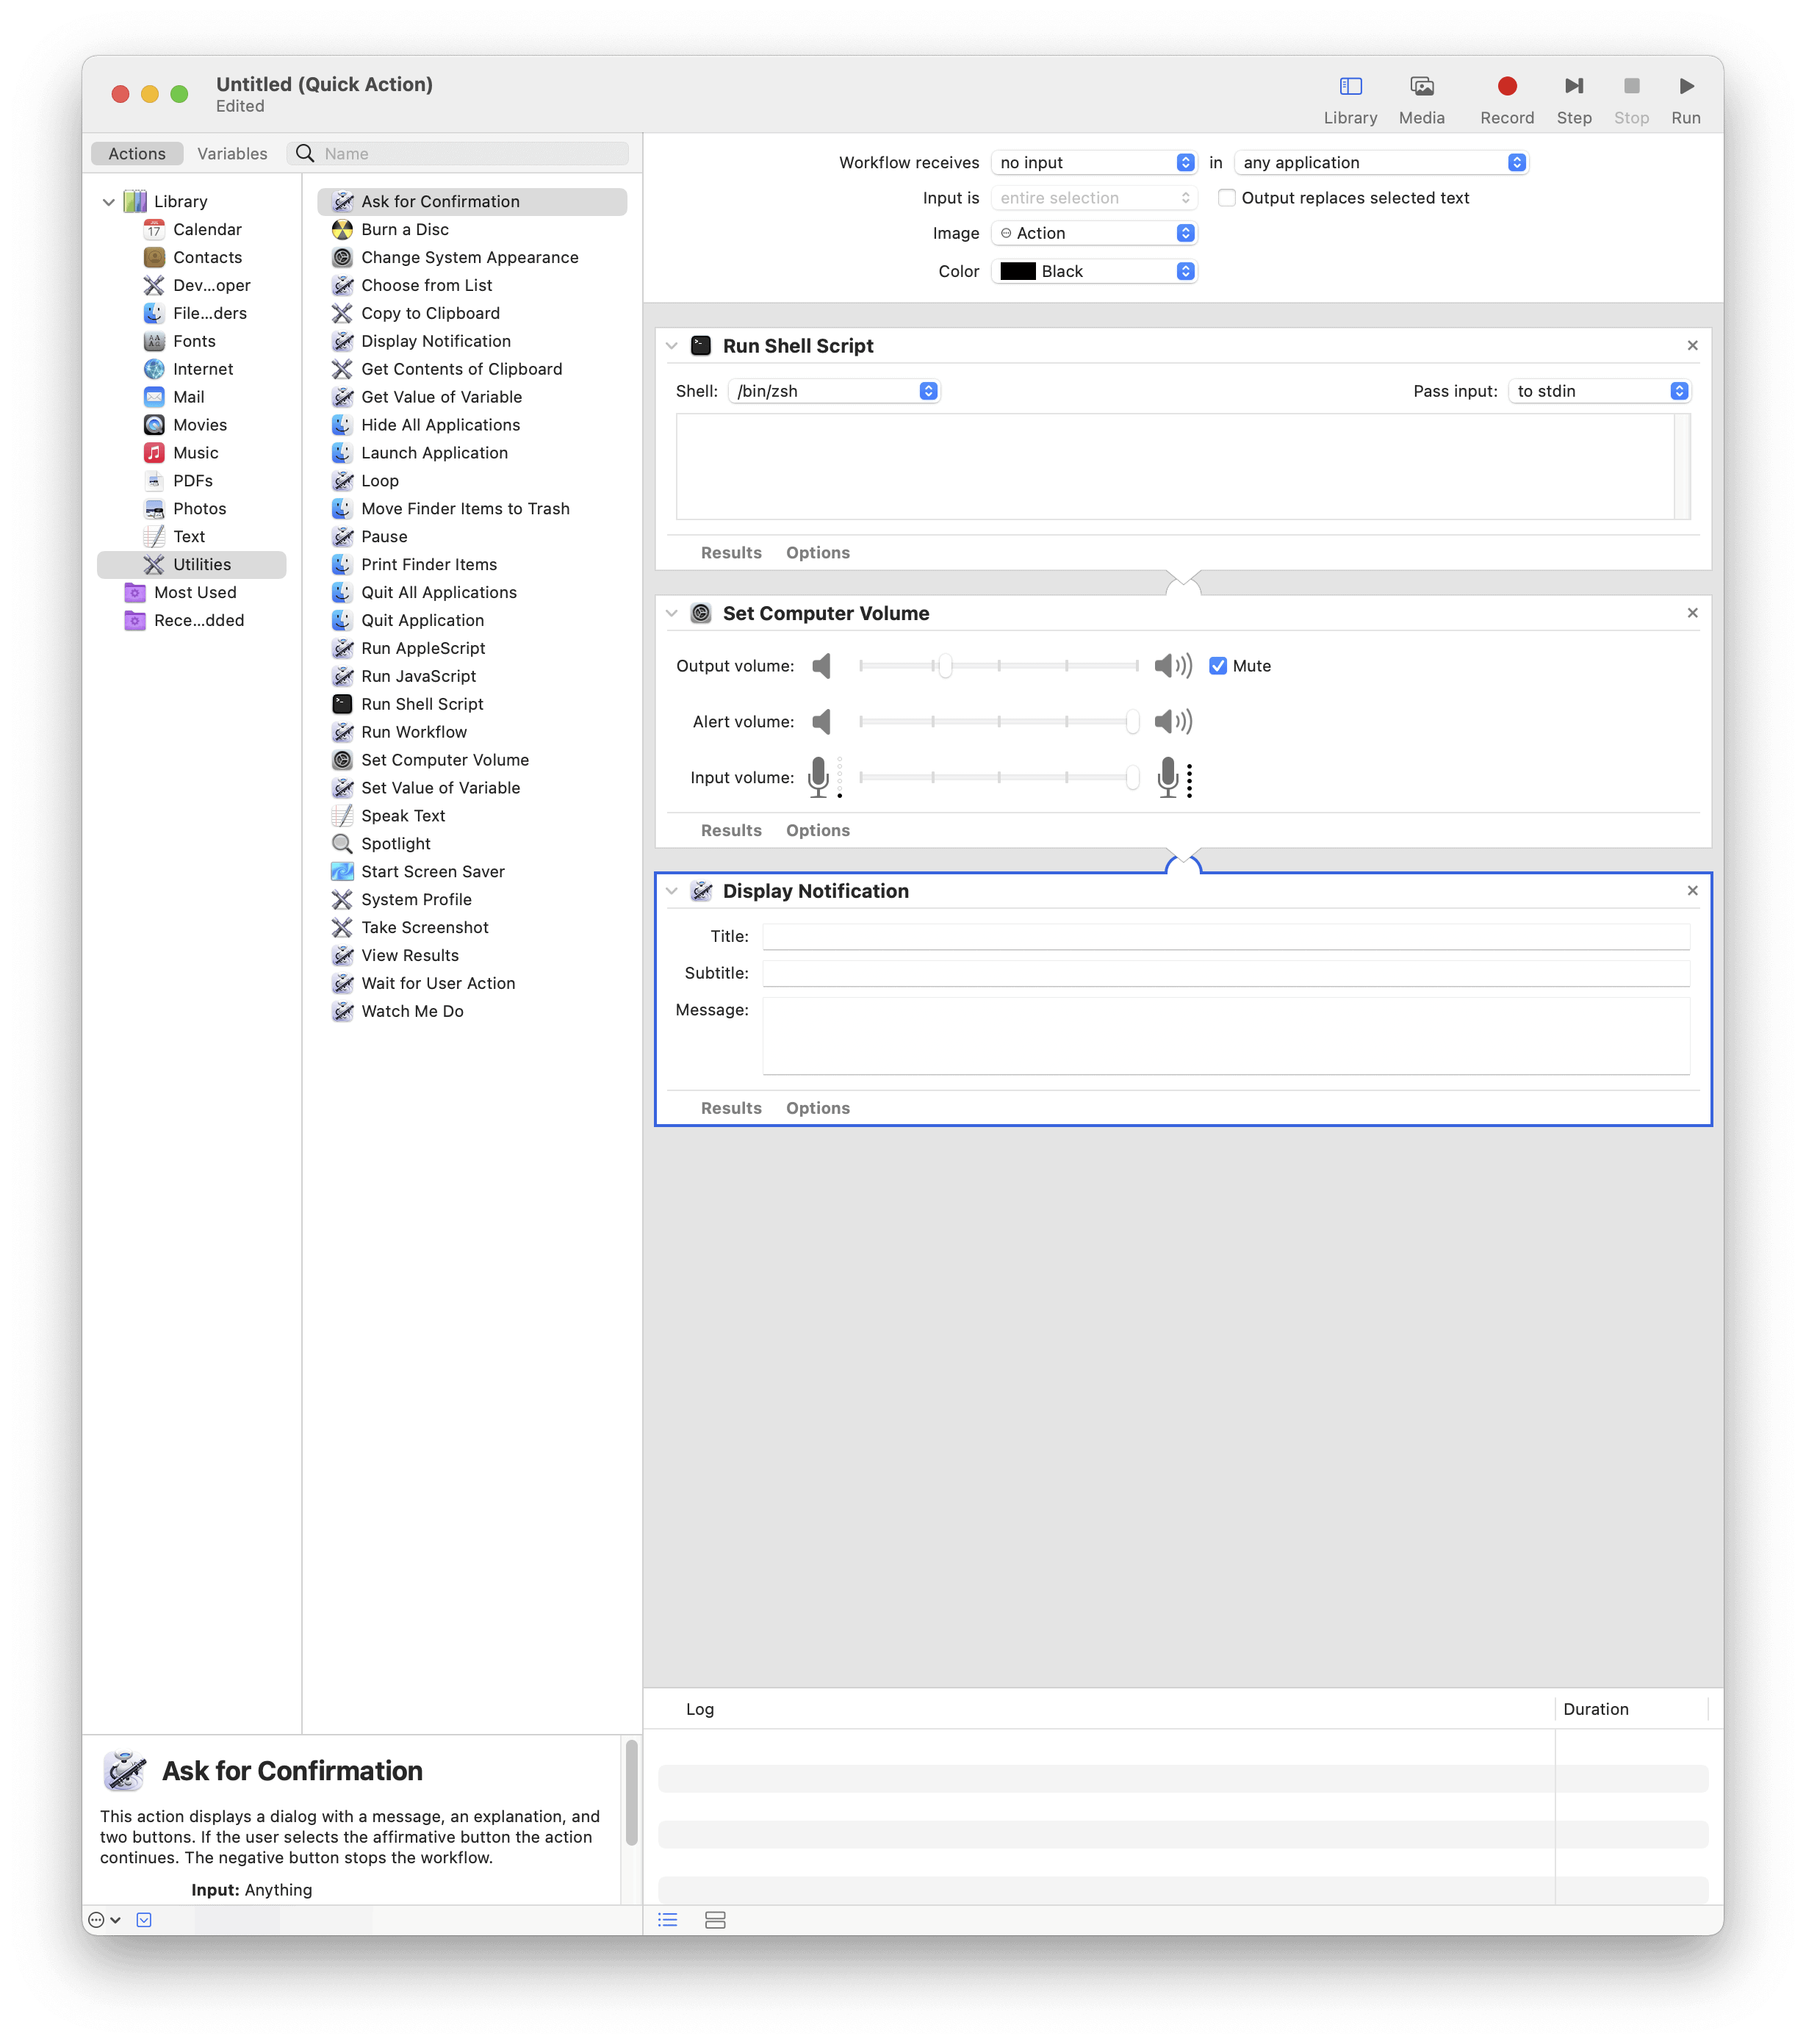 Untitled (Quick Action)
Edited
Library
Media
Record
Step
Stop
Run
Actions
Variables
Name
Library
Calendar
Contacts
Dev...oper
File...ders
Fonts
Internet
Mail
Movies
Music
PDFs
Photos
Text
Utilities
Most Used
Rece...dded
Ask for Confirmation
Burn a Disc
Change System Appearance
Choose from List
Copy to Clipboard
Display Notification
Get Contents of Clipboard
Get Value of Variable
Hide All Applications
Launch Application
Loop
Move Finder Items to Trash
Pause
Print Finder Items
Quit All Applications
Quit Application
Run AppleScript
Run JavaScript
Run Shell Script
Run Workflow
Set Computer Volume
Set Value of Variable
Speak Text
Spotlight
Start Screen Saver
System Profile
Take Screenshot
View Results
Wait for User Action
Watch Me Do
Ask for Confirmation
This action displays a dialog with a message, an explanation, and
two buttons. If the user selects the affirmative button the action
continues. The negative button stops the workflow.
Input: Anything
Workflow receives no input in any application
Input is entire selection Output replaces selected text
Image Action
Color Black
Run Shell Script
Shell: /bin/zsh Pass input: to stdin
Results Options
Set Computer Volume
Output volume: Mute
Alert volume:
Input volume:
Results Options
Display Notification
Title:
Subtitle:
Message:
Results Options
Log Duration